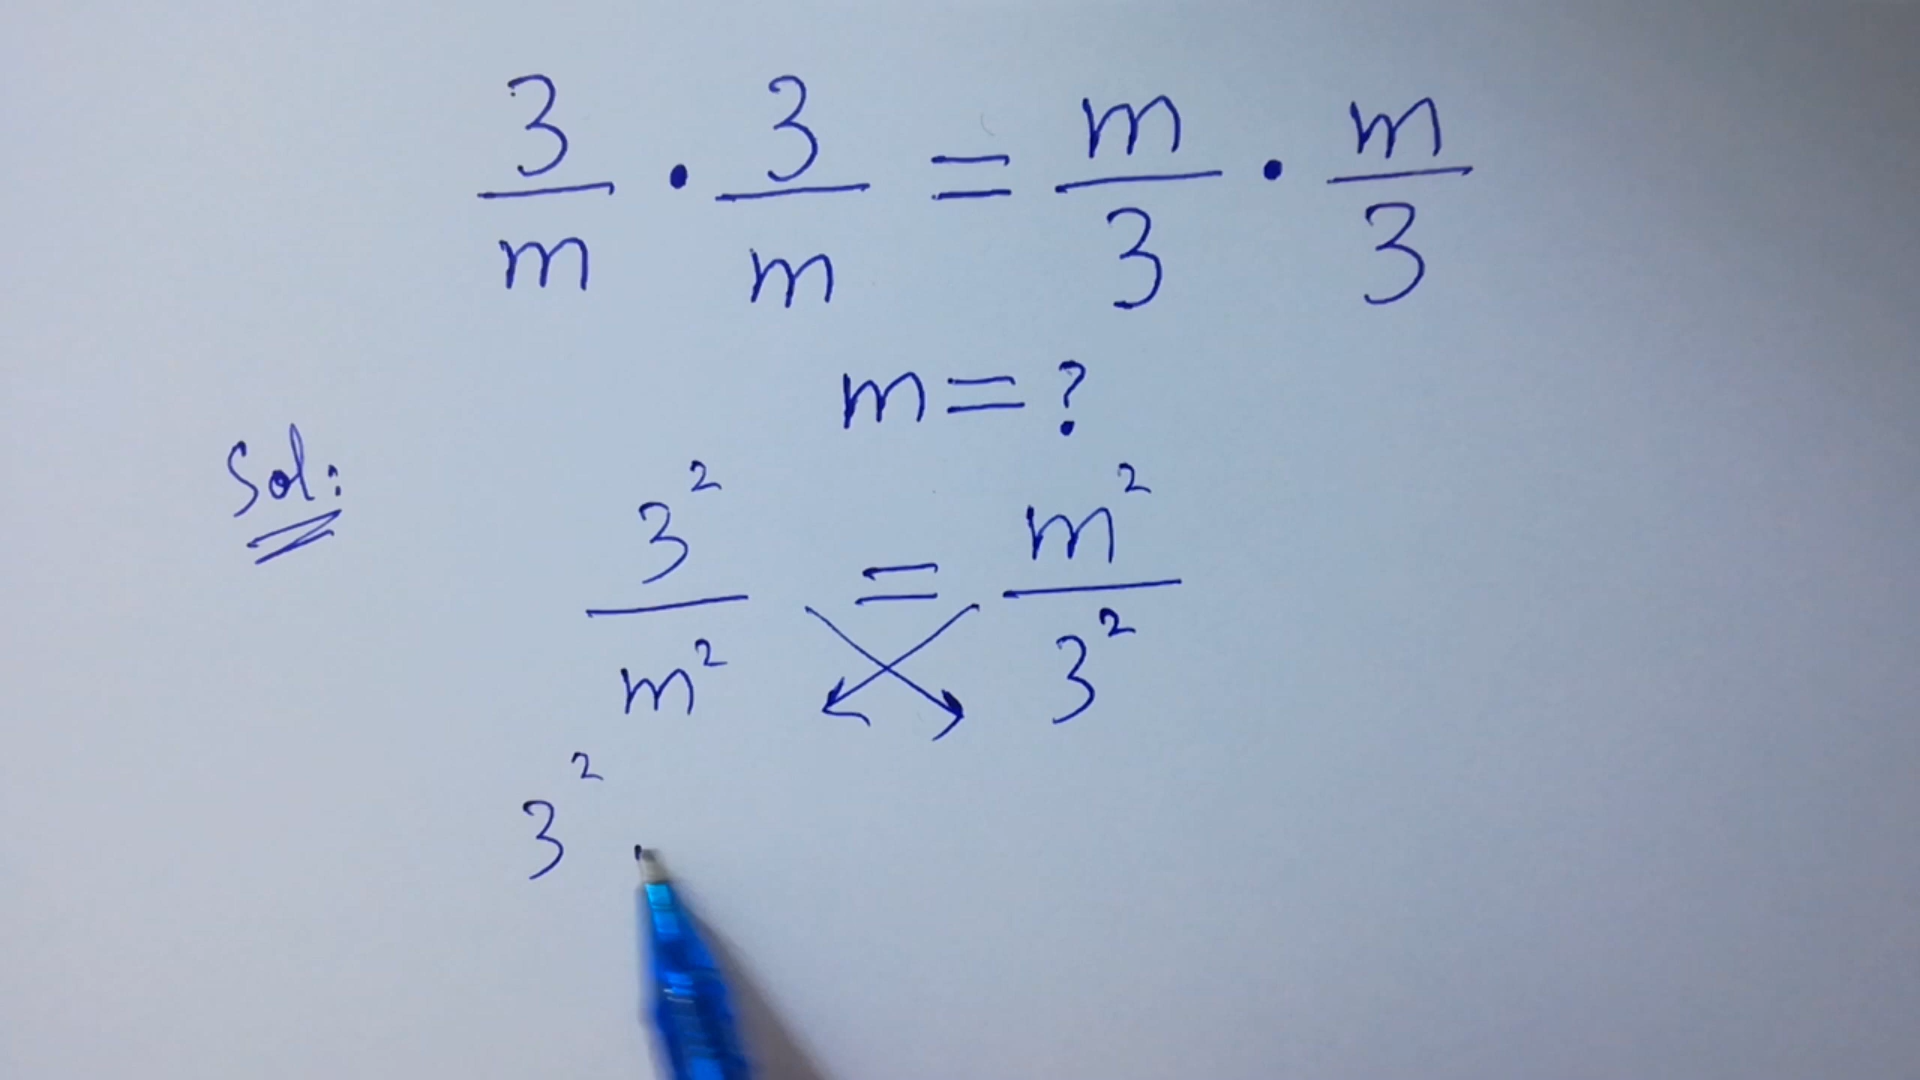 3/m · 3/m = m/3 · m/3
m = ?
Sol:
3²/m² = m²/3²
3² ·